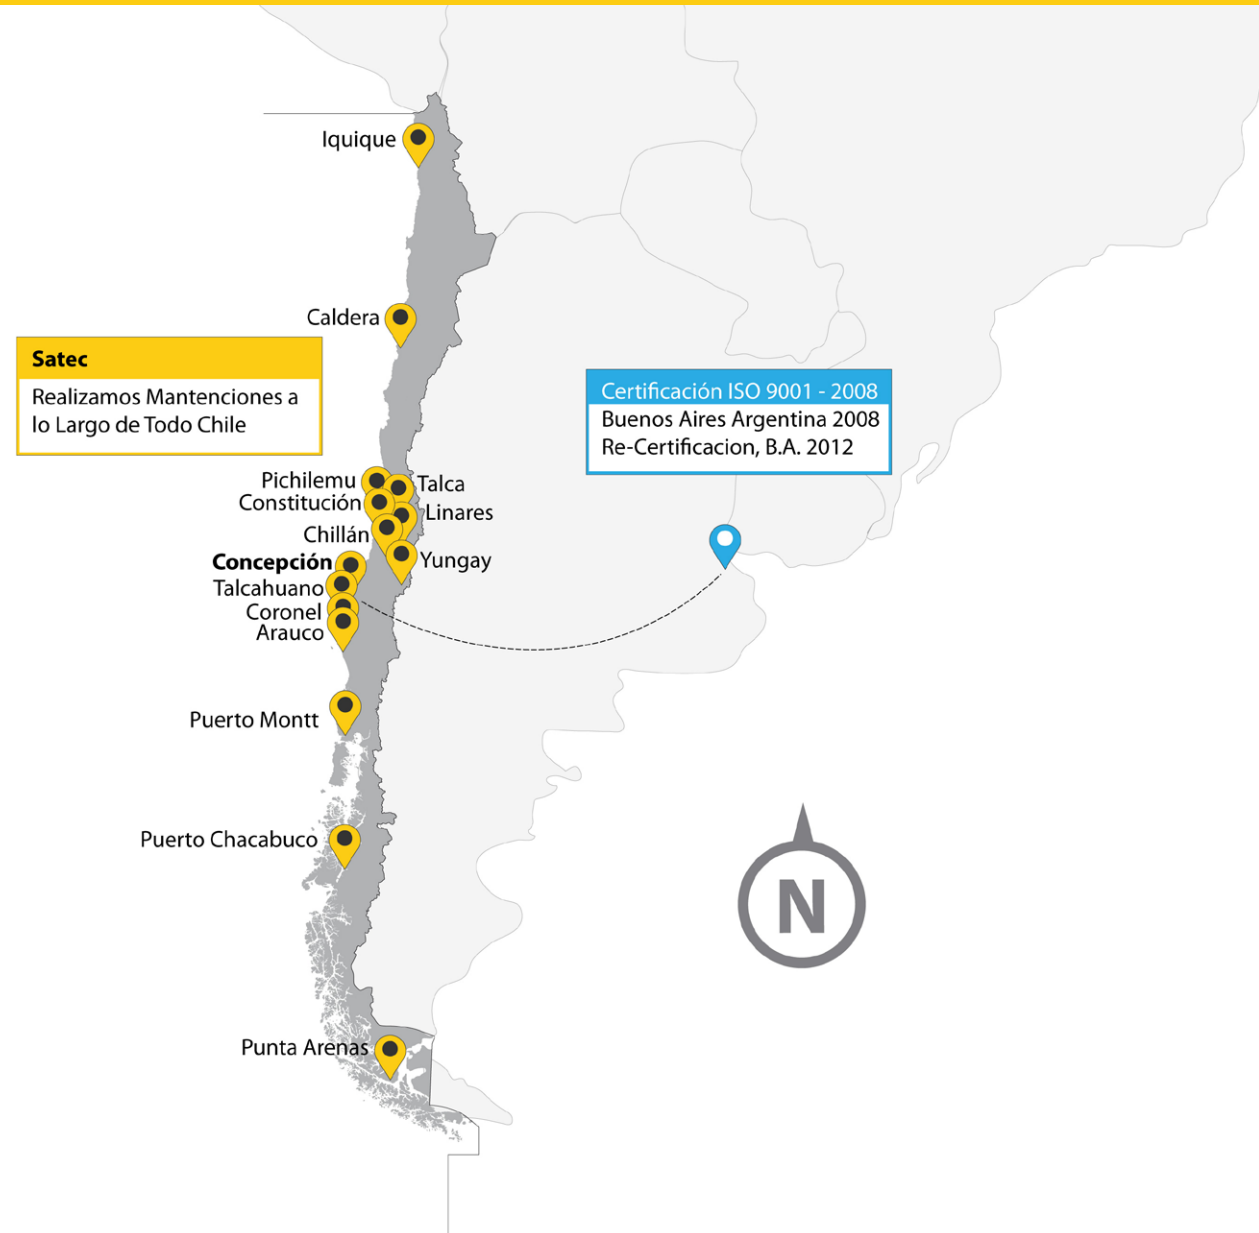 Iquique
Caldera
Satec
Realizamos Mantenciones a
lo Largo de Todo Chile
Certificación ISO 9001 - 2008
Buenos Aires Argentina 2008
Re-Certificacion, B.A. 2012
Pichilemu
Talca
Constitución
Linares
Chillán
Concepción
Yungay
Talcahuano
Coronel
Arauco
Puerto Montt
Puerto Chacabuco
N
Punta Arenas